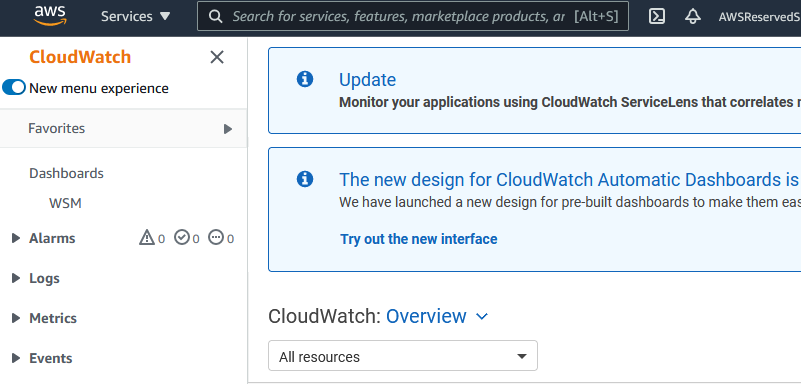 aws Services Search for services, features, marketplace products, ar [Alt+S] AWSReservedS
CloudWatch
New menu experience
Favorites
Dashboards
WSM
Alarms 0 0 0
Logs
Metrics
Events
Update
Monitor your applications using CloudWatch ServiceLens that correlates
The new design for CloudWatch Automatic Dashboards is
We have launched a new design for pre-built dashboards to make them eas
Try out the new interface
CloudWatch: Overview
All resources